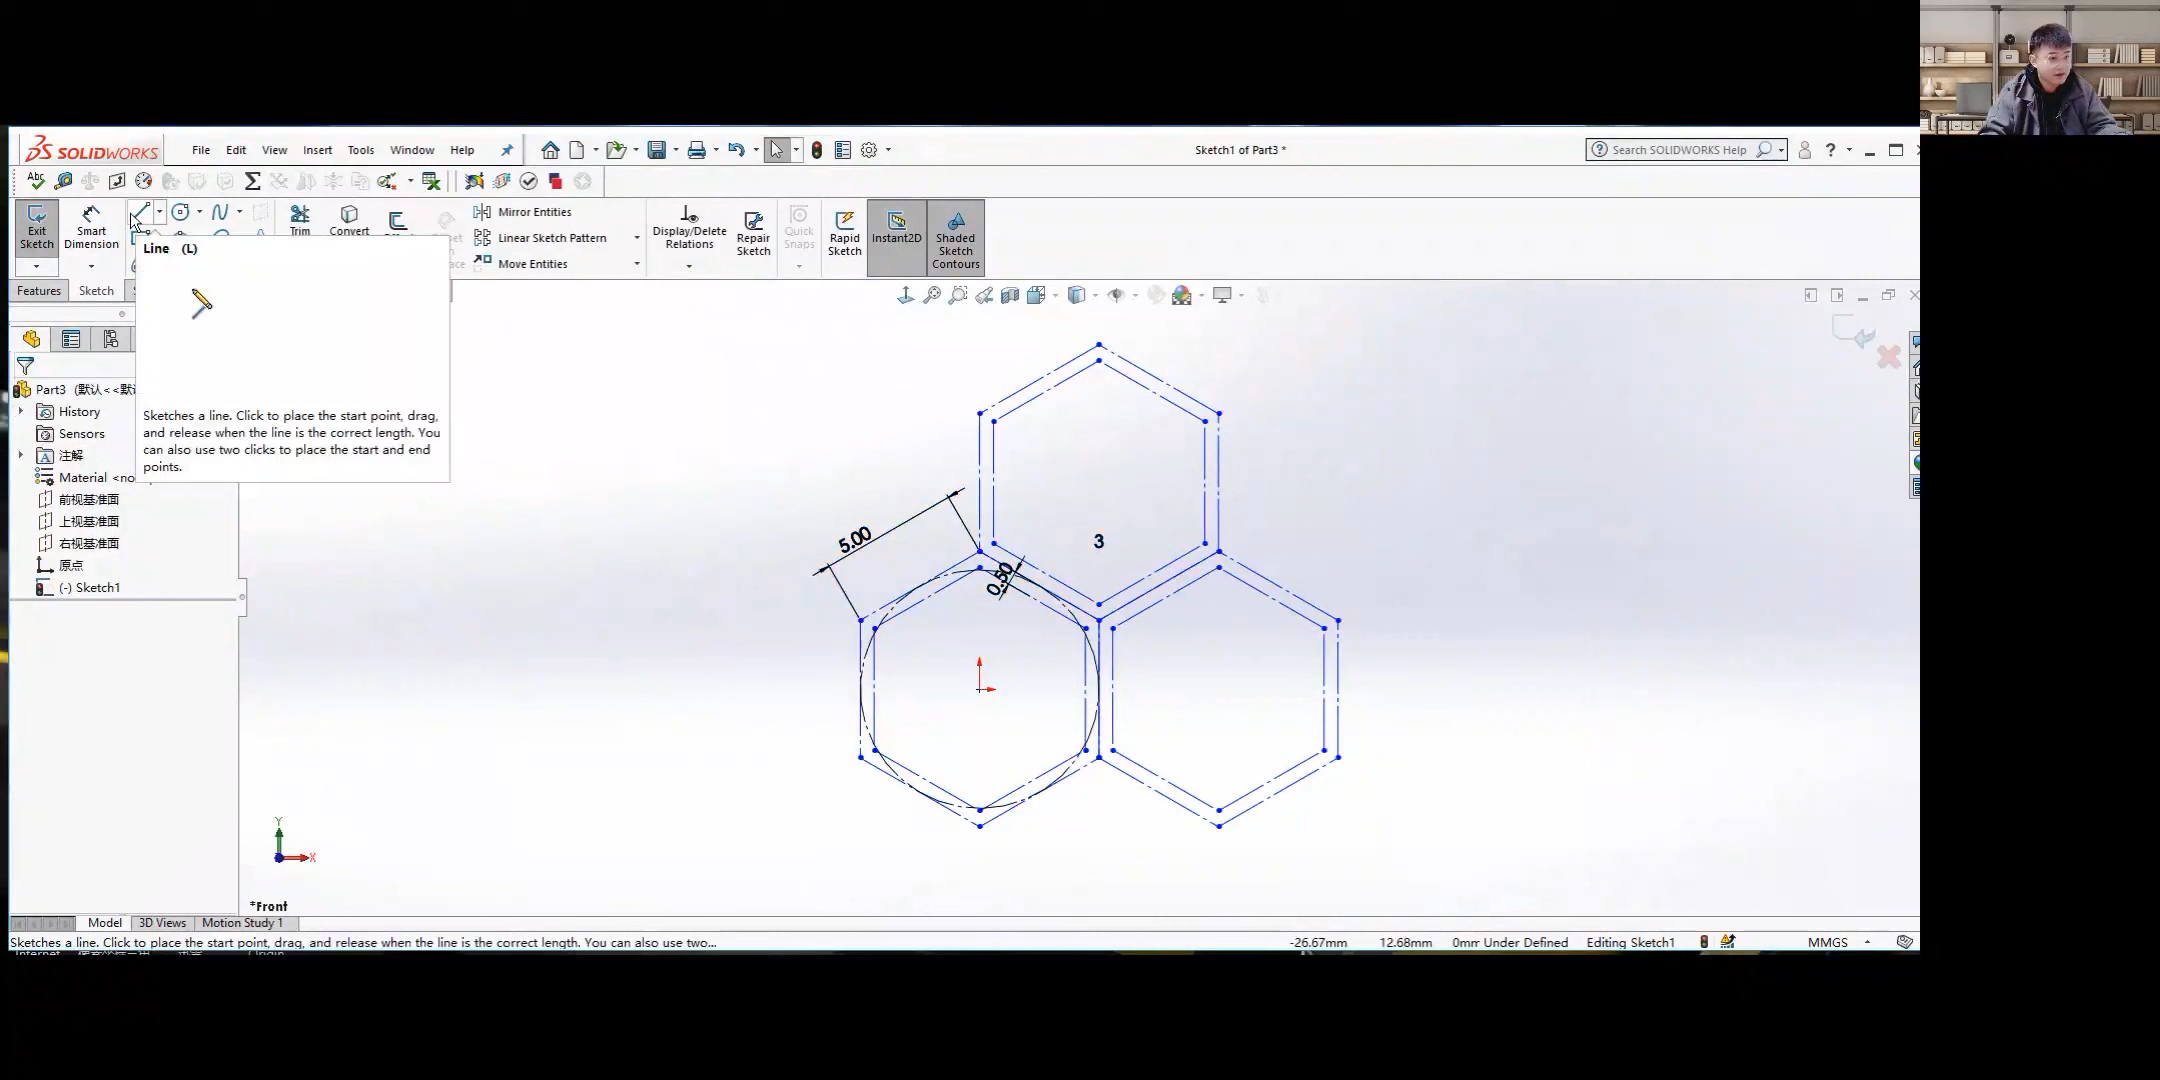 SOLIDWORKS
File Edit View Insert Tools Window Help
Sketch1 of Part3 *
Search SOLIDWORKS Help
?
Abc
Exit Sketch
Smart Dimension
Trim
Convert
Mirror Entities
Linear Sketch Pattern
Move Entities
Display/Delete Relations
Repair Sketch
Quick Snaps
Rapid Sketch
Instant2D
Shaded Sketch Contours
Line (L)
Sketches a line. Click to place the start point, drag,
and release when the line is the correct length. You
can also use two clicks to place the start and end
points.
Features Sketch
Part3 (默认<<默认
History
Sensors
A 注解
Material <no
前视基准面
上视基准面
右视基准面
原点
(-) Sketch1
5.00
0.50
3
Y
X
*Front
Model 3D Views Motion Study 1
Sketches a line. Click to place the start point, drag, and release when the line is the correct length. You can also use two...
-26.67mm 12.68mm 0mm Under Defined Editing Sketch1 MMGS